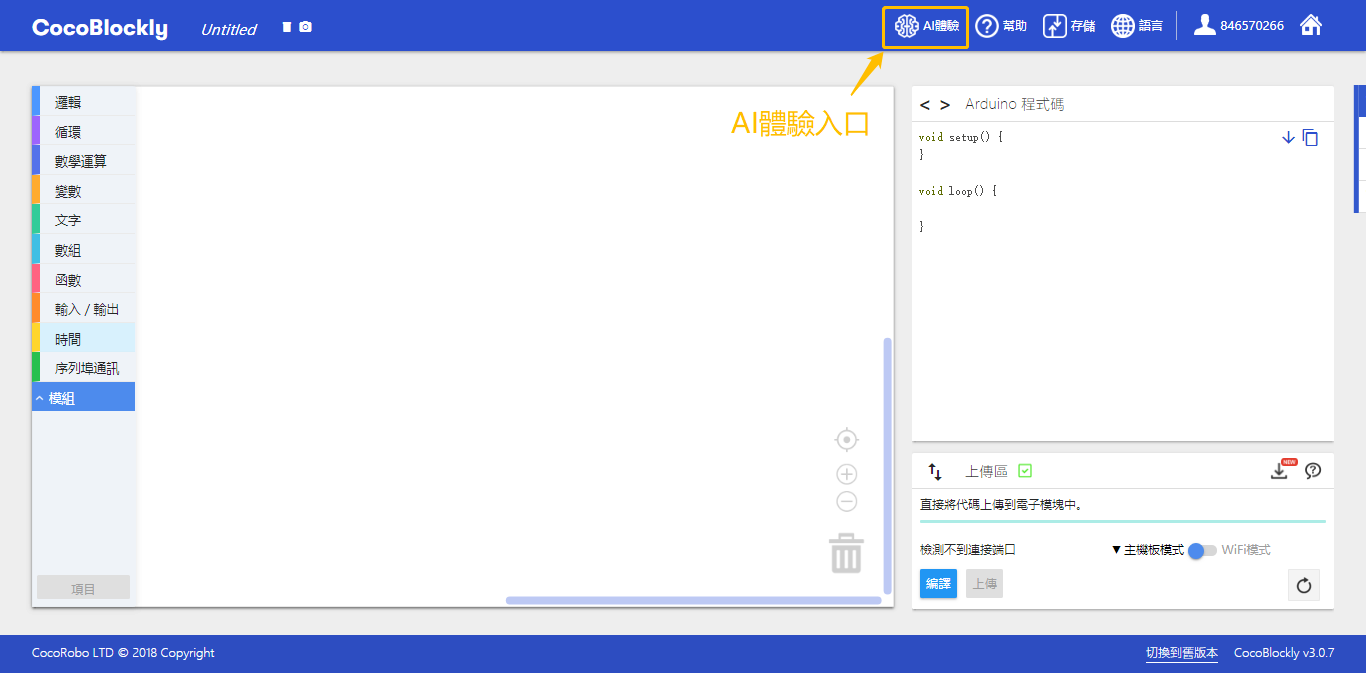 CocoBlockly
Untitled
AI體驗
幫助
存儲
語言
846570266
AI體驗入口
邏輯
循環
數學運算
變數
文字
數組
函數
輸入 / 輸出
時間
序列埠通訊
模組
項目
< > Arduino 程式碼
void setup() {
}
void loop() {
}
上傳區
NEW
直接將代碼上傳到電子模塊中。
檢測不到連接端口
▼主機板模式
WiFi模式
編譯
上傳
CocoRobo LTD © 2018 Copyright
切換到舊版本
CocoBlockly v3.0.7